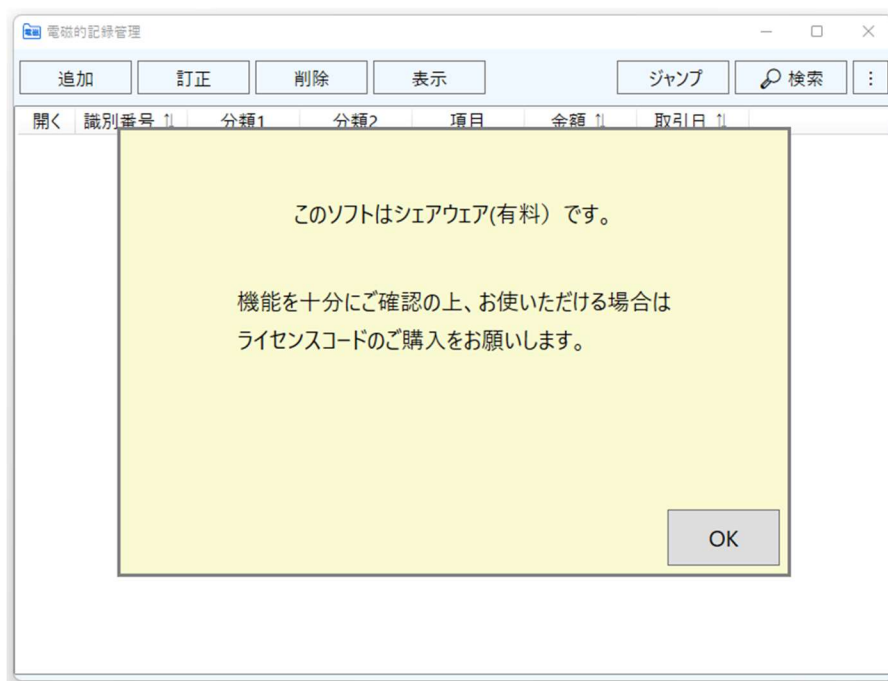 電磁的記録管理
追加 訂正 削除 表示 ジャンプ 検索
開く 識別番号 ⇅ 分類1 分類2 項目 金額 ⇅ 取引日 ⇅
このソフトはシェアウェア(有料）です。
機能を十分にご確認の上、お使いただける場合は
ライセンスコードのご購入をお願いします。
OK